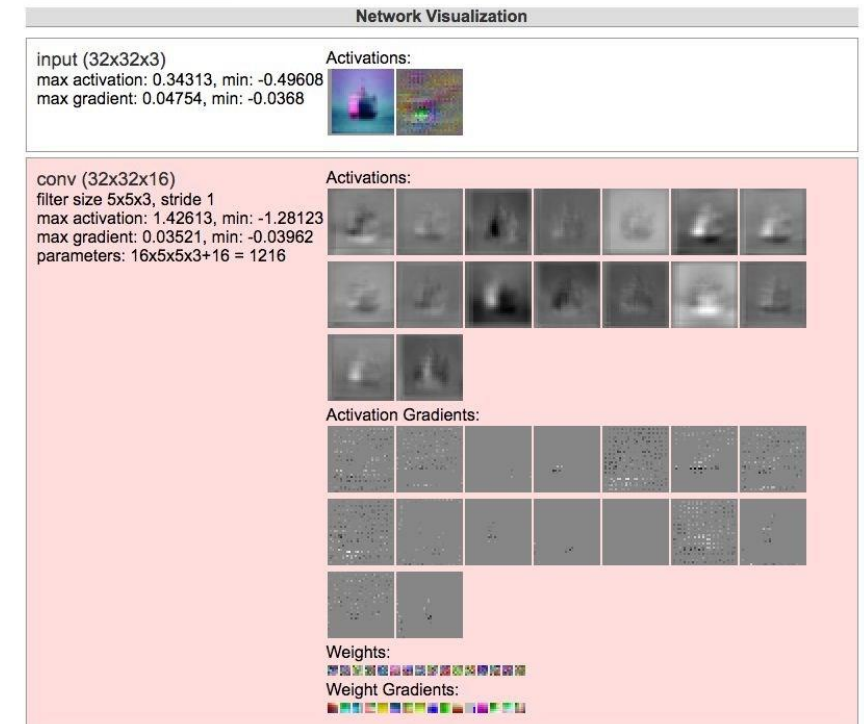 Network Visualization
input (32x32x3)
max activation: 0.34313, min: -0.49608
max gradient: 0.04754, min: -0.0368
Activations:
conv (32x32x16)
filter size 5x5x3, stride 1
max activation: 1.42613, min: -1.28123
max gradient: 0.03521, min: -0.03962
parameters: 16x5x5x3+16 = 1216
Activations:
Activation Gradients:
Weights:
Weight Gradients: